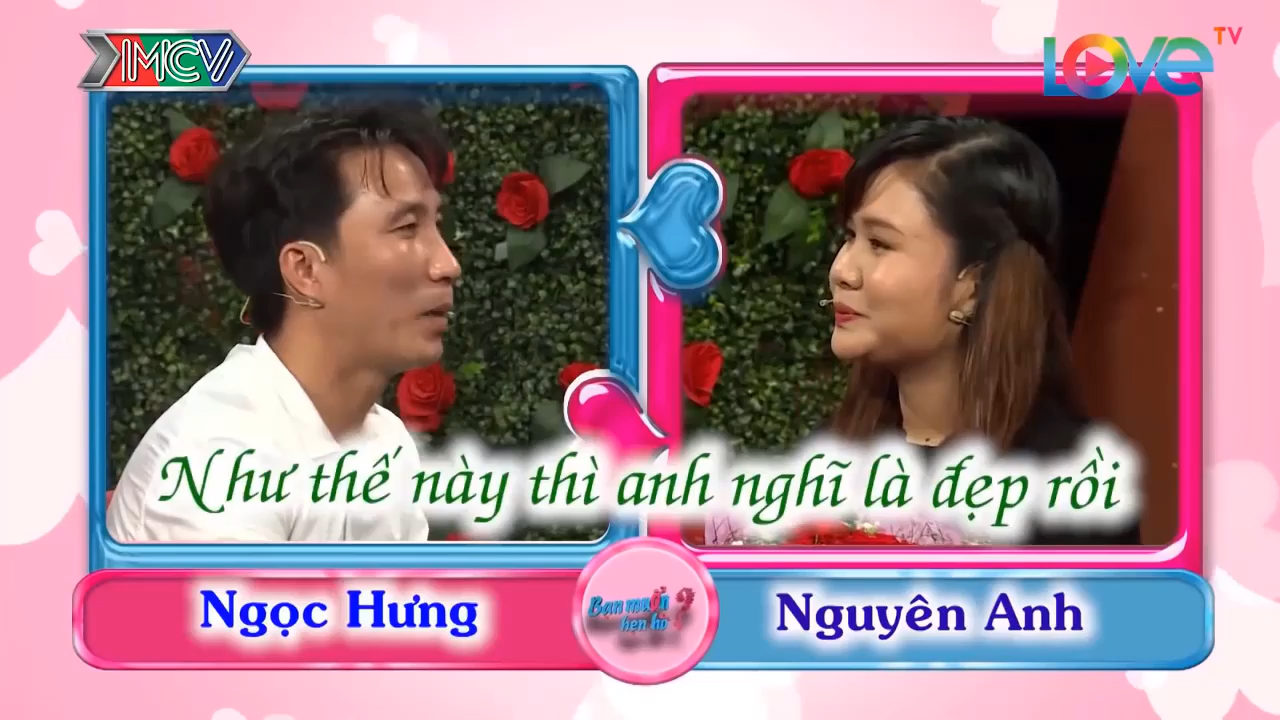 MCV
LOVE TV
Như thế này thì anh nghĩ là đẹp rồi
Ngọc Hưng
Bạn muốn
hẹn hò ?
Nguyên Anh